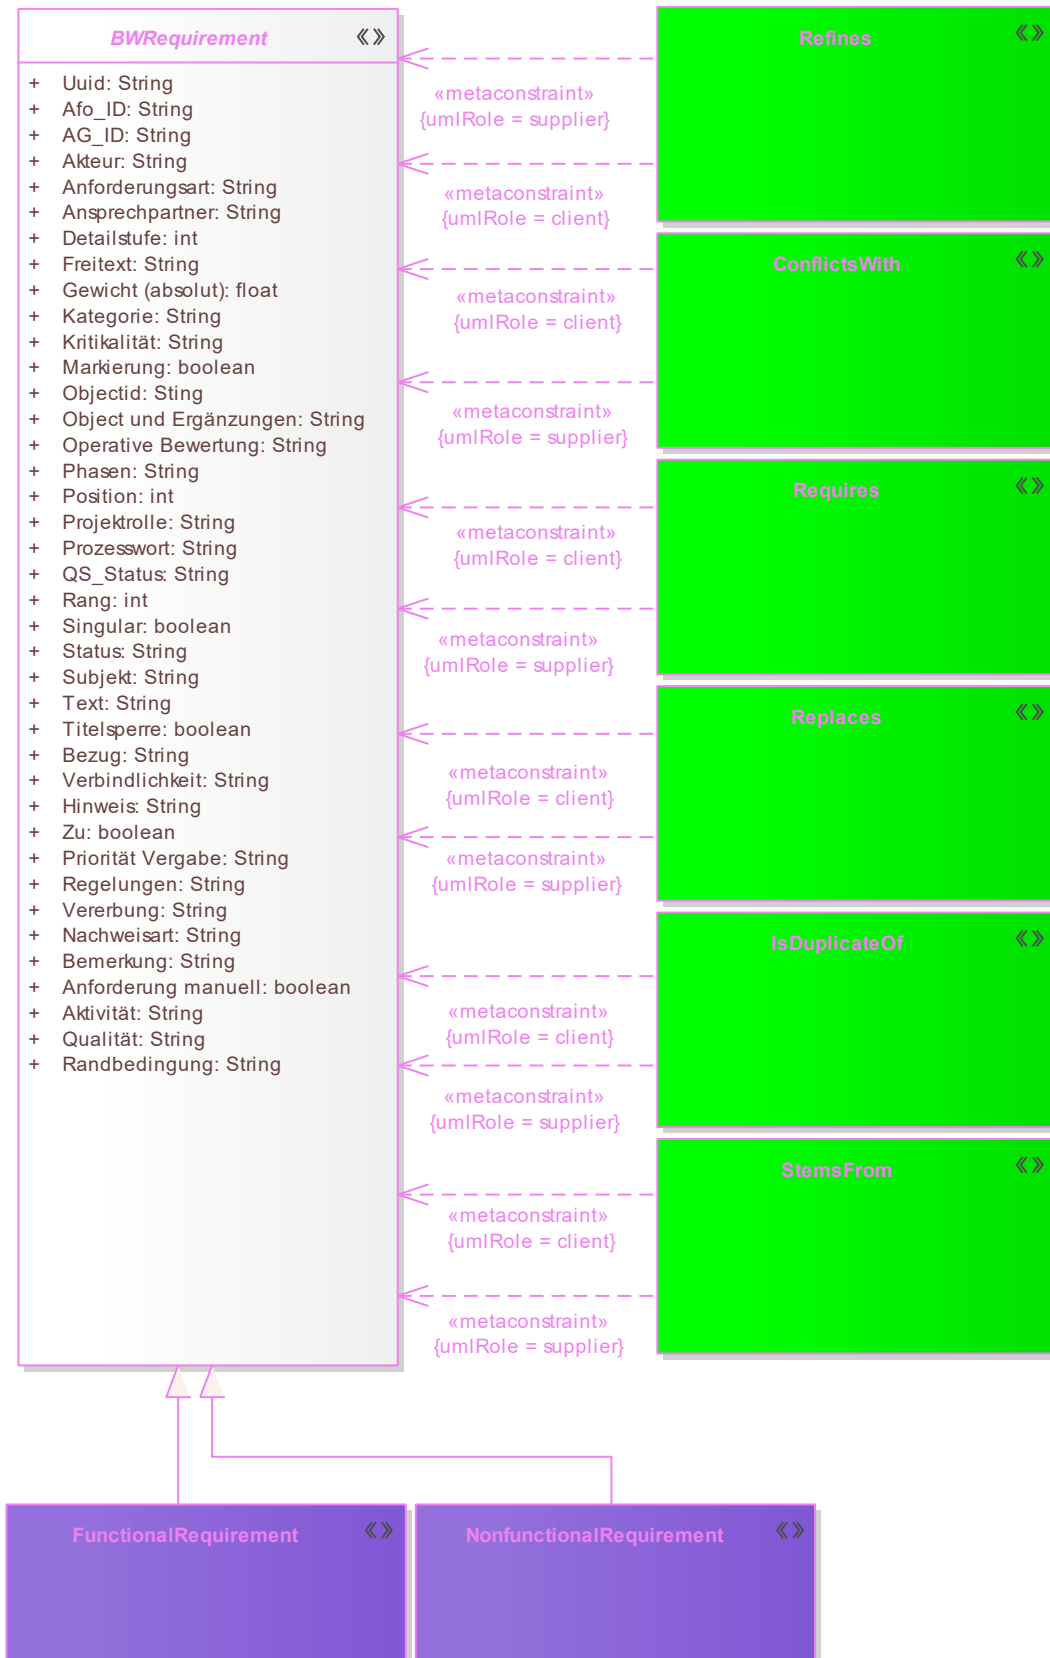 BWRequirement
+ Uuid: String
+ Afo_ID: String
+ AG_ID: String
+ Akteur: String
+ Anforderungsart: String
+ Ansprechpartner: String
+ Detailstufe: int
+ Freitext: String
+ Gewicht (absolut): float
+ Kategorie: String
+ Kritikalität: String
+ Markierung: boolean
+ Objectid: Sting
+ Object und Ergänzungen: String
+ Operative Bewertung: String
+ Phasen: String
+ Position: int
+ Projektrolle: String
+ Prozesswort: String
+ QS_Status: String
+ Rang: int
+ Singular: boolean
+ Status: String
+ Subjekt: String
+ Text: String
+ Titelsperre: boolean
+ Bezug: String
+ Verbindlichkeit: String
+ Hinweis: String
+ Zu: boolean
+ Priorität Vergabe: String
+ Regelungen: String
+ Vererbung: String
+ Nachweisart: String
+ Bemerkung: String
+ Anforderung manuell: boolean
+ Aktivität: String
+ Qualität: String
+ Randbedingung: String
«metaconstraint»
{umlRole = supplier}
«metaconstraint»
{umlRole = client}
«metaconstraint»
{umlRole = client}
«metaconstraint»
{umlRole = supplier}
«metaconstraint»
{umlRole = client}
«metaconstraint»
{umlRole = supplier}
«metaconstraint»
{umlRole = client}
«metaconstraint»
{umlRole = supplier}
«metaconstraint»
{umlRole = client}
«metaconstraint»
{umlRole = supplier}
«metaconstraint»
{umlRole = client}
«metaconstraint»
{umlRole = supplier}
Refines
ConflictsWith
Requires
Replaces
IsDuplicateOf
StemsFrom
FunctionalRequirement
NonfunctionalRequirement